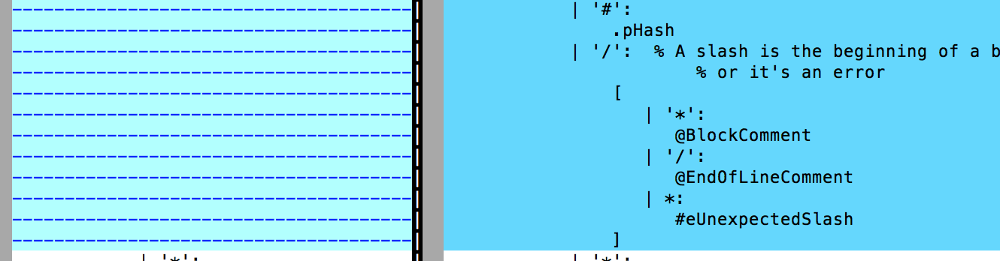 | '#':
.pHash
| '/':  % A slash is the beginning of a b
% or it's an error
[
| '*':
@BlockComment
| '/':
@EndOfLineComment
| *:
#eUnexpectedSlash
]
| '*':
| '*':